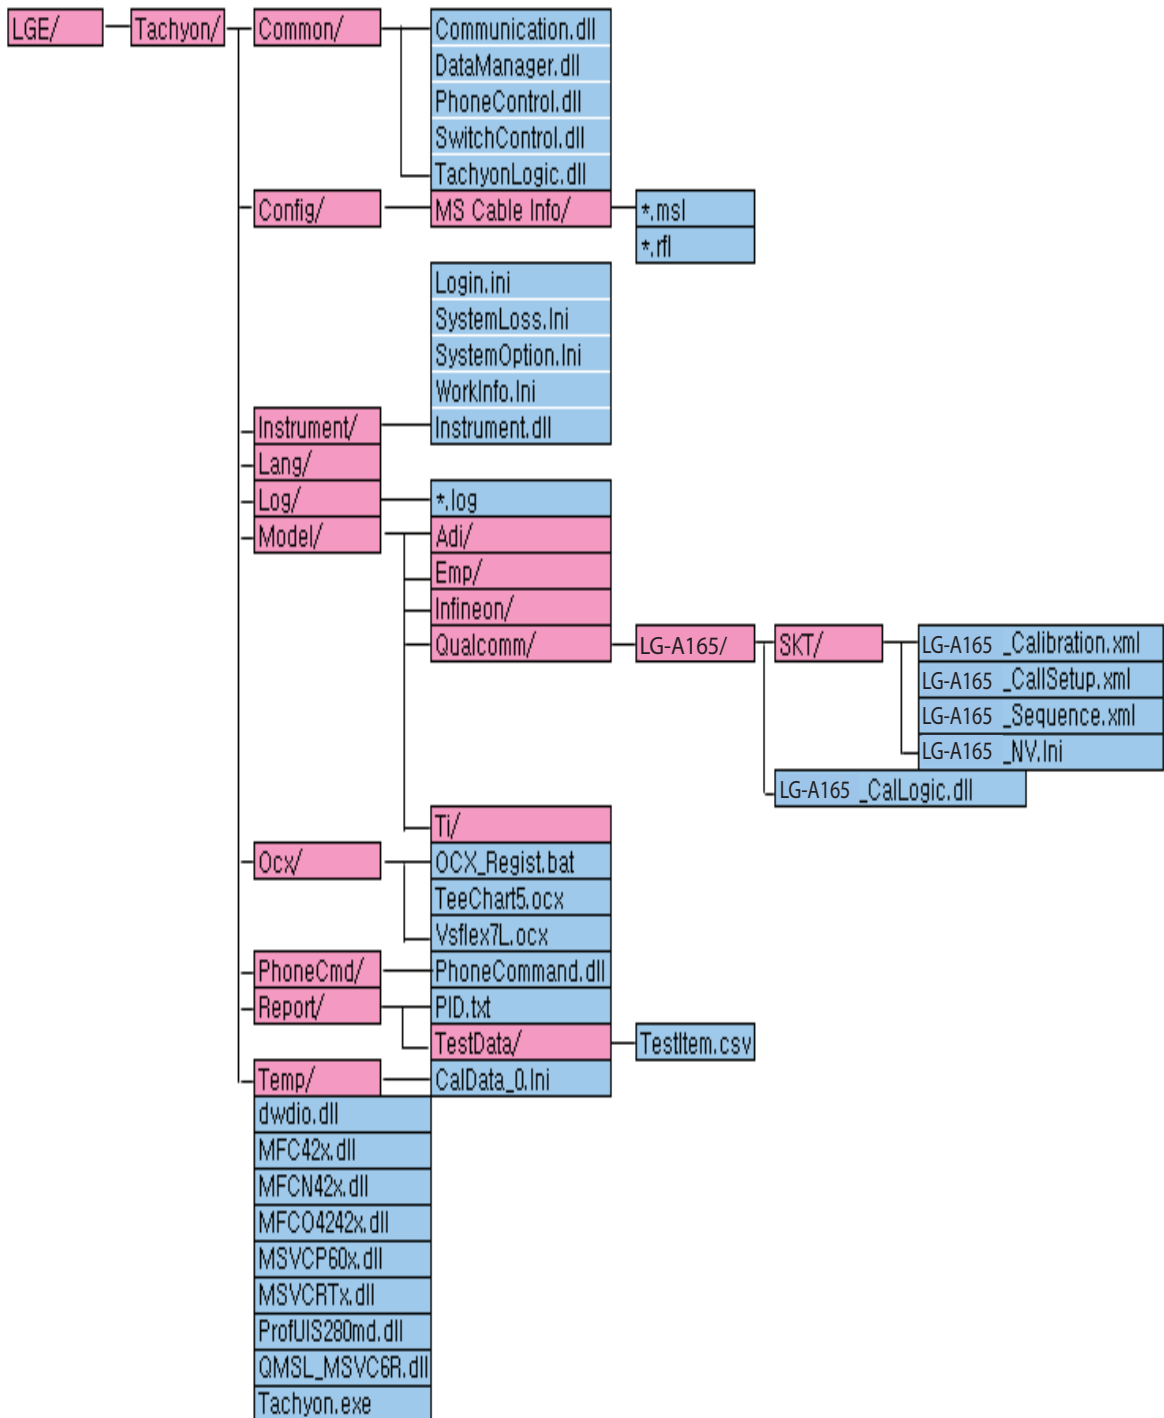 LGE/ Tachyon/ Common/ Communication.dll
DataManager.dll
PhoneControl.dll
SwitchControl.dll
TachyonLogic.dll
Config/ MS Cable Info/ *.msl
*.rfl
Login.ini
SystemLoss.Ini
SystemOption.Ini
WorkInfo.Ini
Instrument/ Instrument.dll
Lang/
Log/ *.log
Model/ Adi/
Emp/
Infineon/
Qualcomm/ LG-A165/ SKT/ LG-A165 _Calibration.xml
LG-A165 _CallSetup.xml
LG-A165 _Sequence.xml
LG-A165 _NV.Ini
LG-A165 _CalLogic.dll
Ti/
Ocx/ OCX_Regist.bat
TeeChart5.ocx
Vsflex7L.ocx
PhoneCmd/ PhoneCommand.dll
Report/ PID.txt
TestData/ TestItem.csv
Temp/ CalData_0.Ini
dwdio.dll
MFC42x.dll
MFCN42x.dll
MFCO4242x.dll
MSVCP60x.dll
MSVCRTx.dll
ProfUIS280md.dll
QMSL_MSVC6R.dll
Tachyon.exe